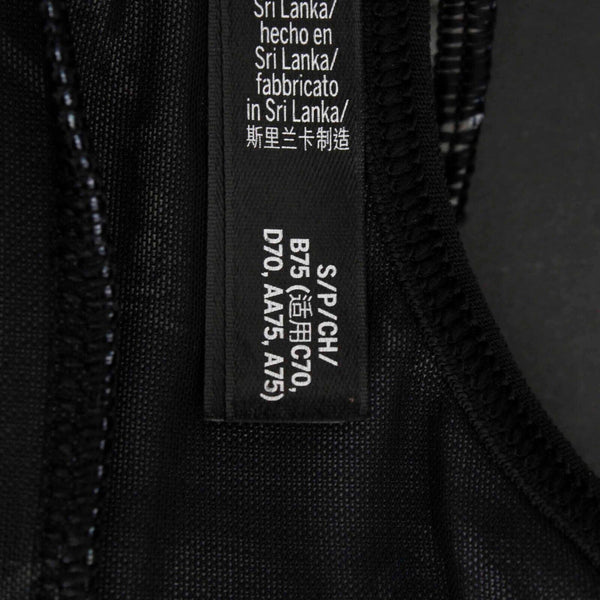 Sri Lanka/
hecho en
Sri Lanka/
fabbricato
in Sri Lanka/
斯里兰卡制造
S/P/CH/
B75 (适用C70,
D70, AA75, A75)